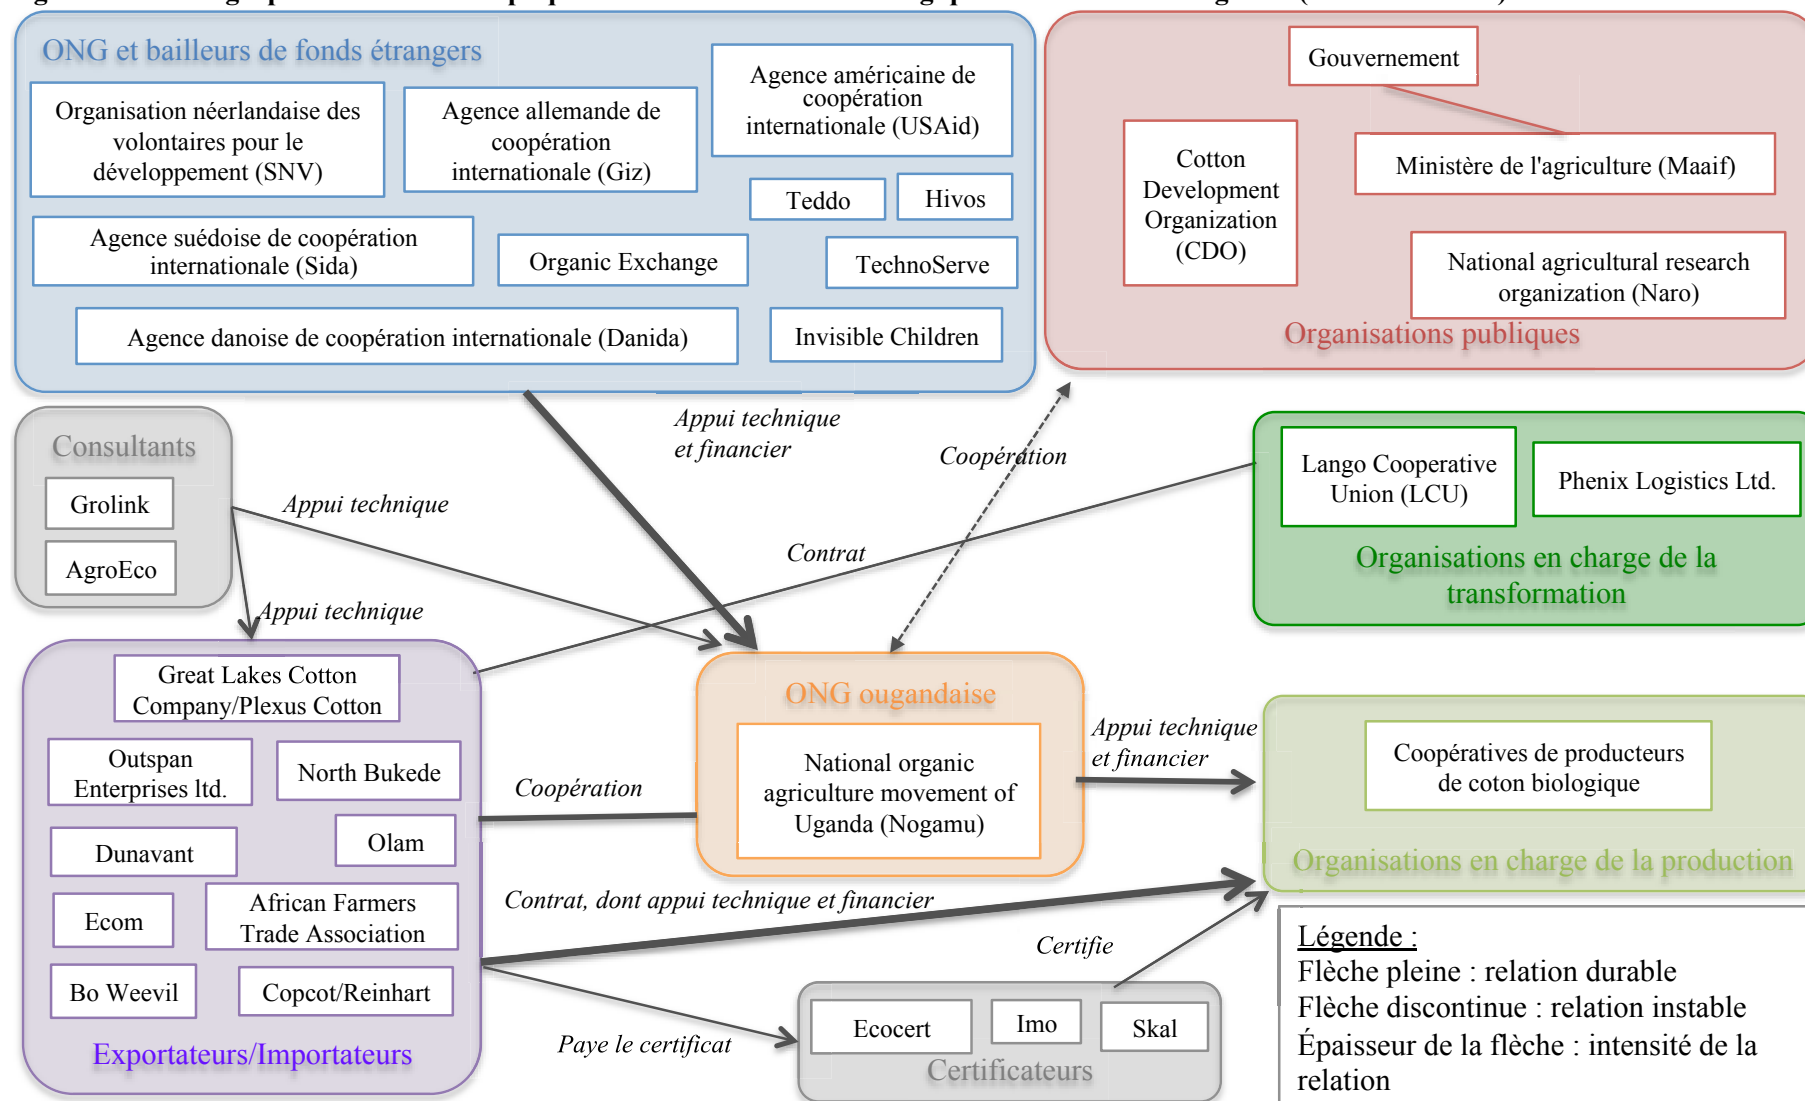 ONG et bailleurs de fonds étrangers
Organisation néerlandaise des
volontaires pour le
développement (SNV)
Agence allemande de
coopération
internationale (Giz)
Agence américaine de
coopération
internationale (USAid)
Teddo
Hivos
Agence suédoise de coopération
internationale (Sida)
Organic Exchange
TechnoServe
Agence danoise de coopération internationale (Danida)
Invisible Children
Gouvernement
Cotton
Development
Organization
(CDO)
Ministère de l'agriculture (Maaif)
National agricultural research
organization (Naro)
Organisations publiques
Consultants
Grolink
AgroEco
Appui technique
Appui technique
et financier
Coopération
Contrat
Appui technique
Lango Cooperative
Union (LCU)
Phenix Logistics Ltd.
Organisations en charge de la
transformation
Great Lakes Cotton
Company/Plexus Cotton
Outspan
Enterprises ltd.
North Bukede
Dunavant
Olam
Ecom
African Farmers
Trade Association
Bo Weevil
Copcot/Reinhart
Exportateurs/Importateurs
Coopération
ONG ougandaise
National organic
agriculture movement of
Uganda (Nogamu)
Appui technique
et financier
Coopératives de producteurs
de coton biologique
Organisations en charge de la production
Contrat, dont appui technique et financier
Certifie
Paye le certificat
Ecocert
Imo
Skal
Certificateurs
Légende :
Flèche pleine : relation durable
Flèche discontinue : relation instable
Épaisseur de la flèche : intensité de la
relation